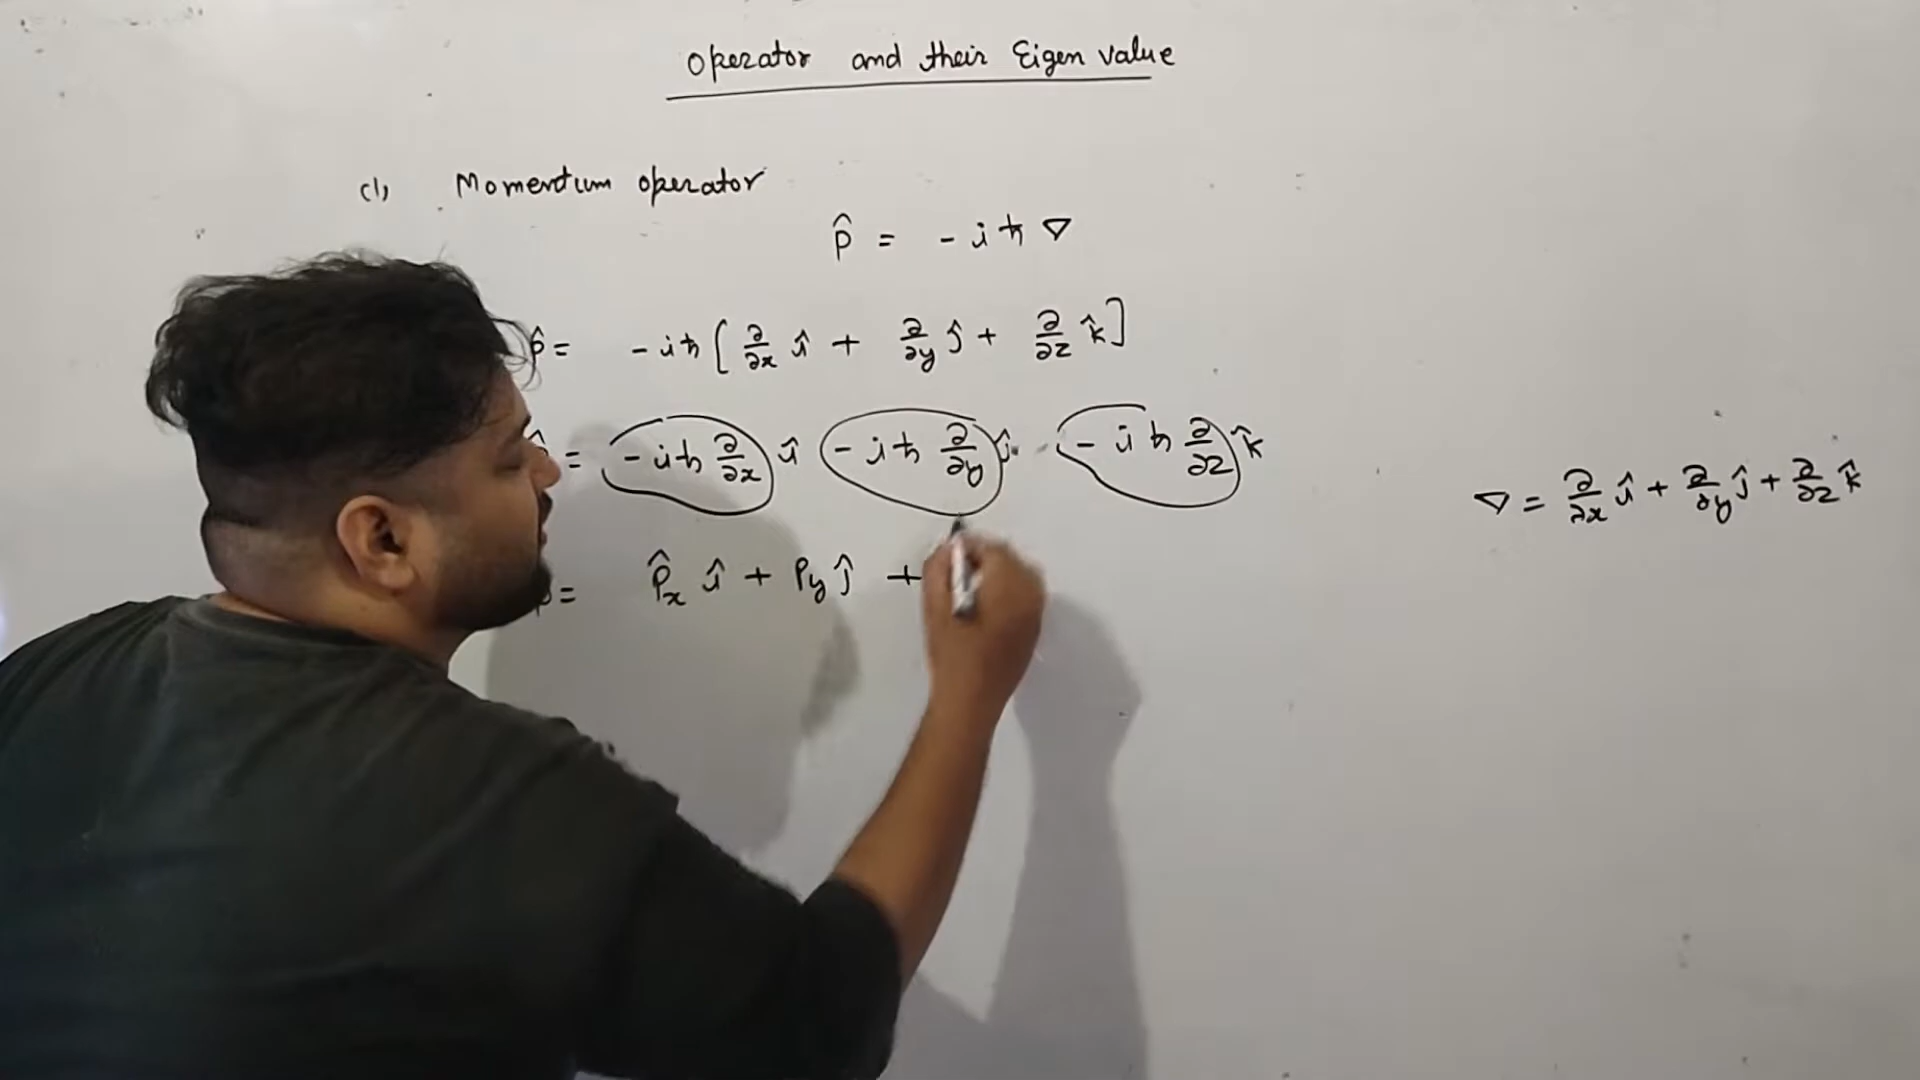 Operator and their Eigen value
(1) Momentum operator
p̂ = - iħ ∇
p̂ = - iħ [ ∂/∂x î + ∂/∂y ĵ + ∂/∂z k̂ ]
= - iħ ∂/∂x î - iħ ∂/∂y ĵ - iħ ∂/∂z k̂
∇ = ∂/∂x î + ∂/∂y ĵ + ∂/∂z k̂
p = p̂x î + py ĵ +